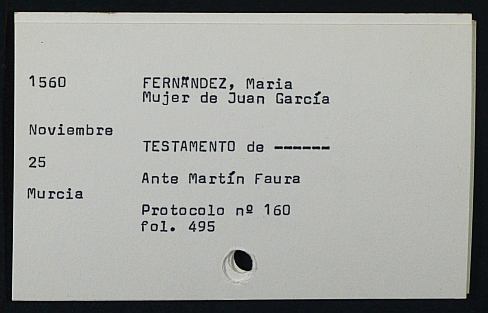 1560 FERNÁNDEZ, Maria
Mujer de Juan García
Noviembre
TESTAMENTO de ------
25
Ante Martín Faura
Murcia
Protocolo nº 160
fol. 495